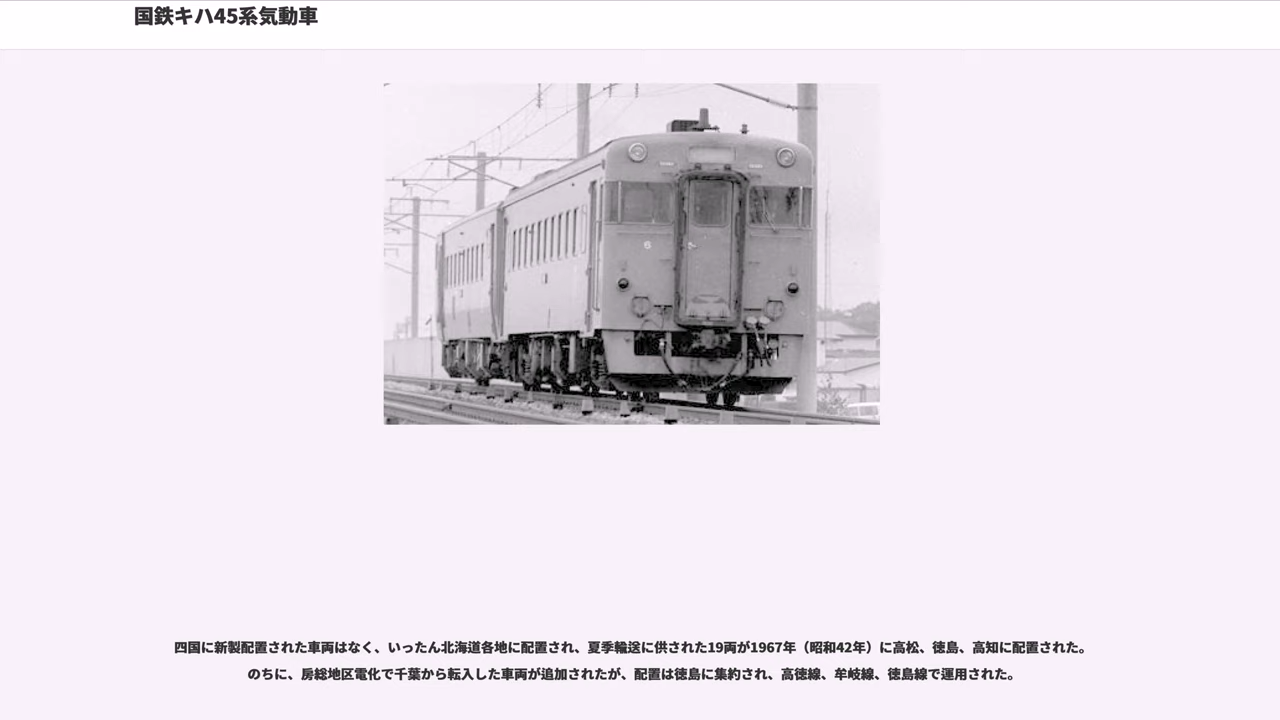 国鉄キハ45系気動車
6
四国に新製配置された車両はなく、いったん北海道各地に配置され、夏季輸送に供された19両が1967年（昭和42年）に高松、徳島、高知に配置された。
のちに、房総地区電化で千葉から転入した車両が追加されたが、配置は徳島に集約され、高徳線、牟岐線、徳島線で運用された。